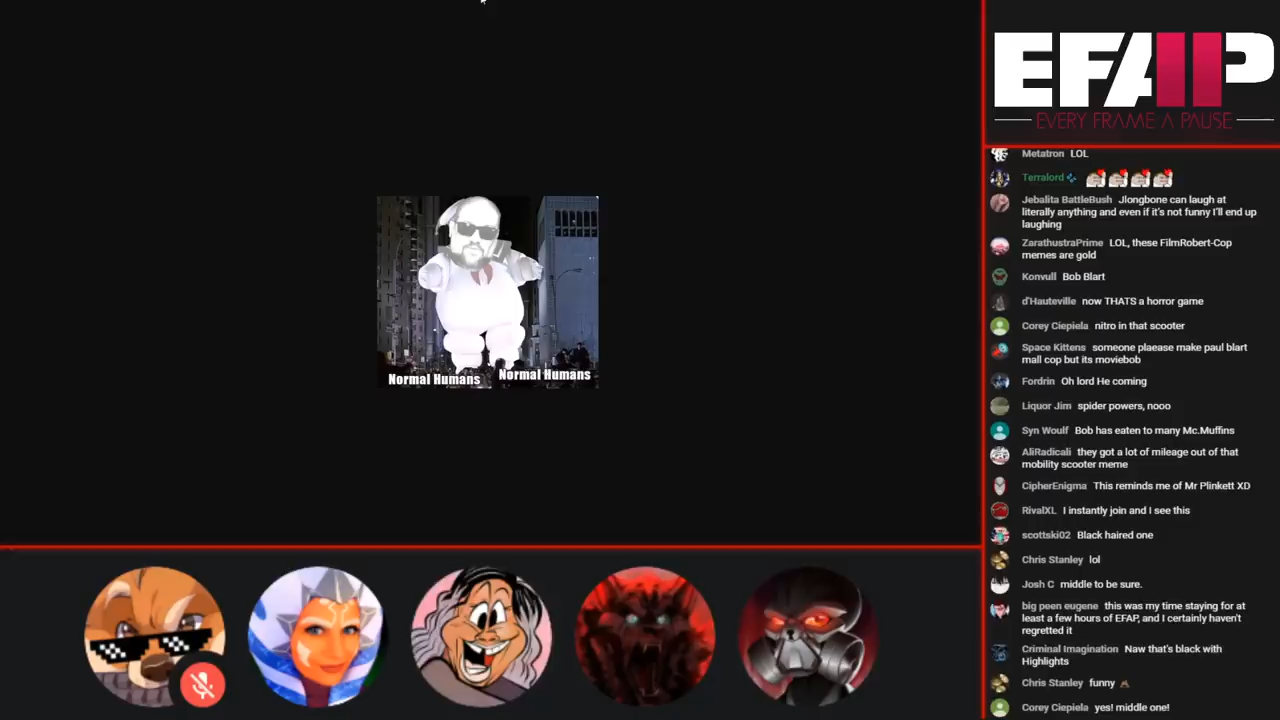 EFAP
EVERY FRAME A PAUSE
Normal Humans
Normal Humans
Metatron LOL
Terralord
Jebalita BattleBush Jlongbone can laugh at
literally anything and even if it's not funny I'll end up
laughing
ZarathustraPrime LOL, these FilmRobert-Cop
memes are gold
Konvull Bob Blart
d'Hauteville now THATS a horror game
Corey Ciepiela nitro in that scooter
Space Kittens someone plaease make paul blart
mall cop but its moviebob
Fordrin Oh lord He coming
Liquor Jim spider powers, nooo
Syn Woulf Bob has eaten to many Mc.Muffins
AliRadicali they got a lot of mileage out of that
mobility scooter meme
CipherEnigma This reminds me of Mr Plinkett XD
RivalXL I instantly join and I see this
scottski02 Black haired one
Chris Stanley lol
Josh C middle to be sure.
big peen eugene this was my time staying for at
least a few hours of EFAP, and I certainly haven't
regretted it
Criminal Imagination Naw that's black with
Highlights
Chris Stanley funny
Corey Ciepiela yes! middle one!